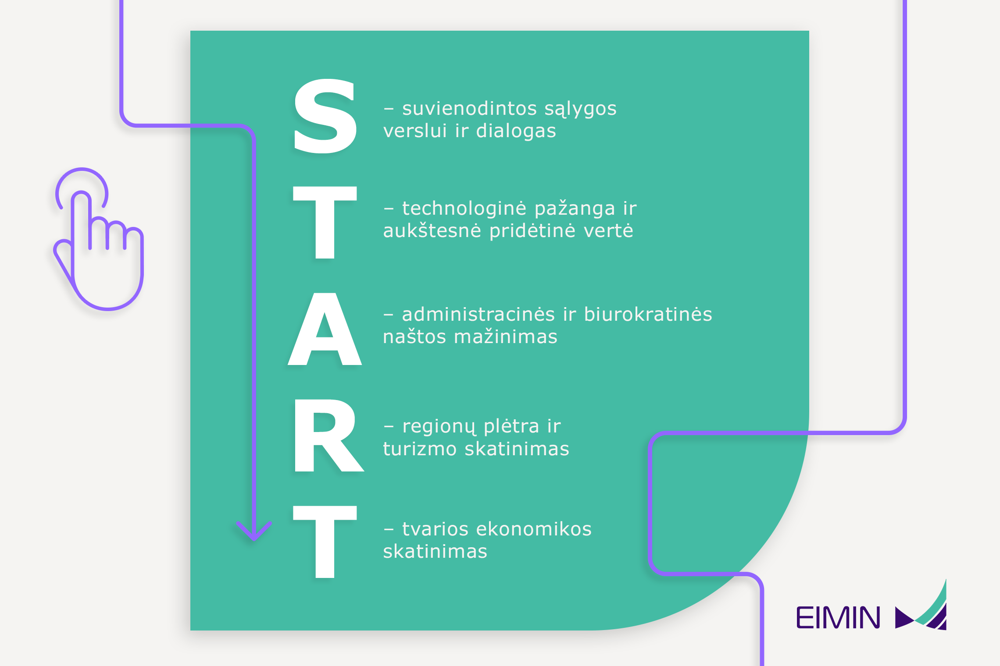 S
– suvienodintos sąlygos
verslui ir dialogas
T
– technologinė pažanga ir
aukštesnė pridėtinė vertė
A
– administracinės ir biurokratinės
naštos mažinimas
R
– regionų plėtra ir
turizmo skatinimas
T
– tvarios ekonomikos
skatinimas
EIMIN